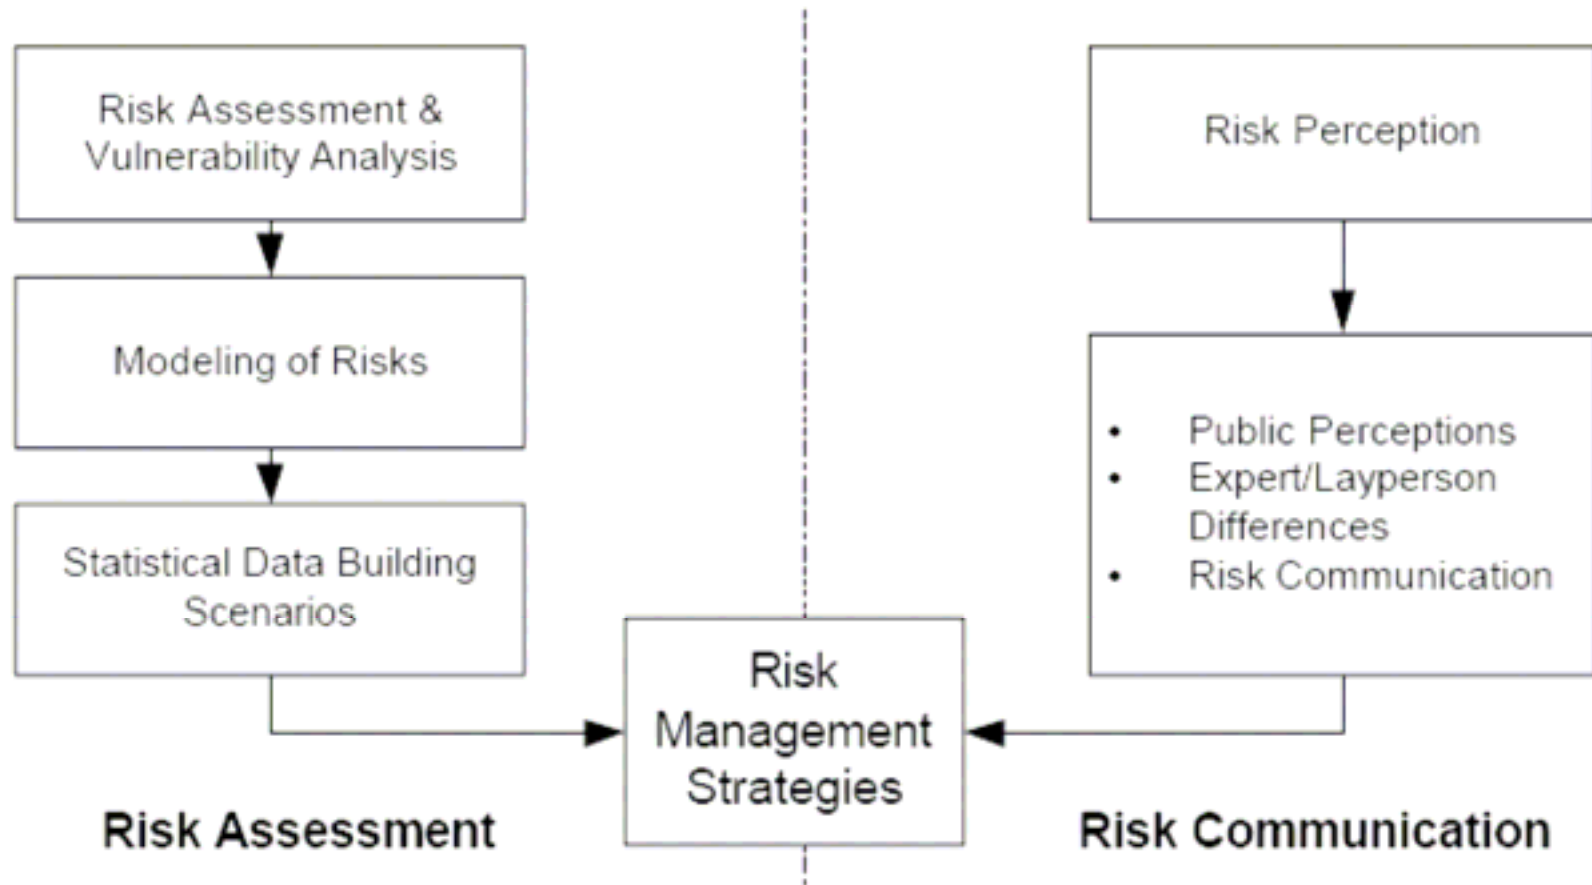 Risk Assessment &
Vulnerability Analysis
Modeling of Risks
Statistical Data Building
Scenarios
Risk Assessment
Risk
Management
Strategies
Risk Perception
• Public Perceptions
• Expert/Layperson
Differences
• Risk Communication
Risk Communication